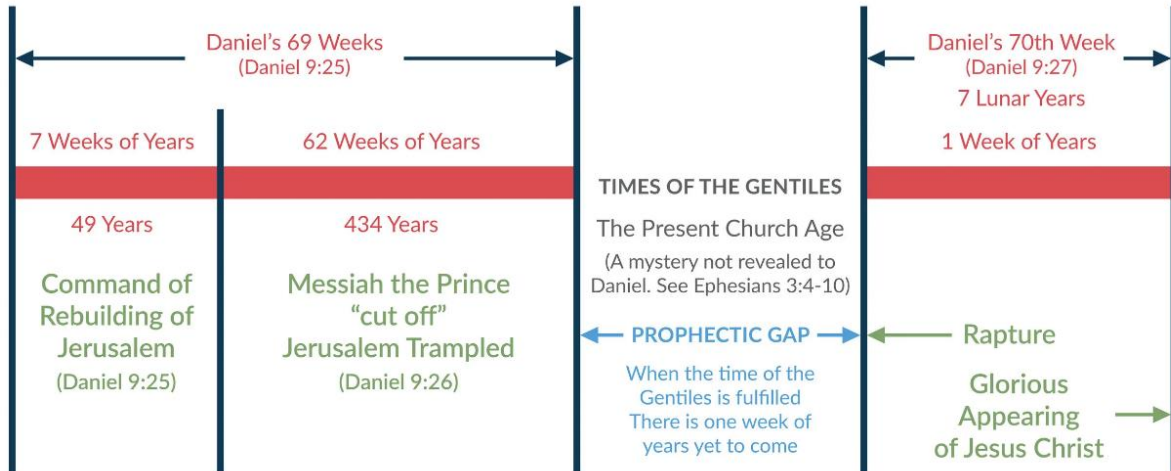 Daniel's 69 Weeks
(Daniel 9:25)
7 Weeks of Years
62 Weeks of Years
49 Years
434 Years
Command of
Rebuilding of
Jerusalem
(Daniel 9:25)
Messiah the Prince
“cut off”
Jerusalem Trampled
(Daniel 9:26)
TIMES OF THE GENTILES
The Present Church Age
(A mystery not revealed to
Daniel. See Ephesians 3:4-10)
PROPHECTIC GAP
When the time of the
Gentiles is fulfilled
There is one week of
years yet to come
Daniel's 70th Week
(Daniel 9:27)
7 Lunar Years
1 Week of Years
Rapture
Glorious
Appearing
of Jesus Christ